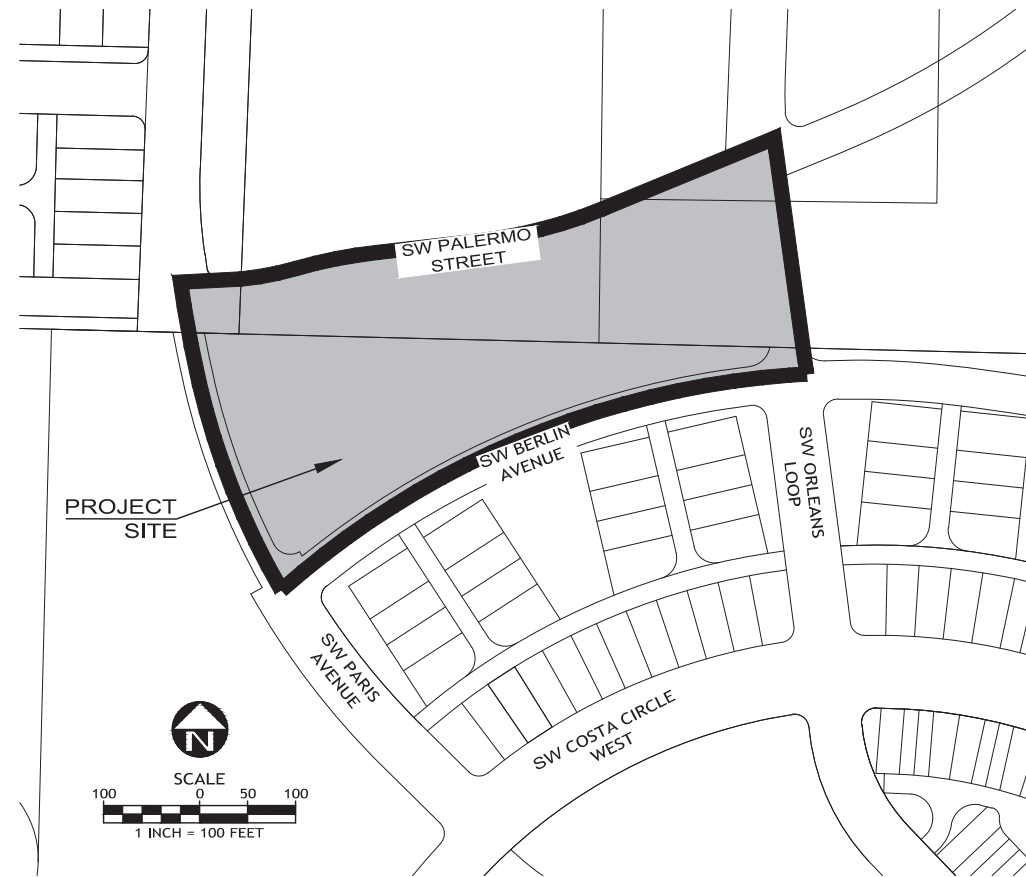 SW PALERMO
STREET
SW BERLIN
AVENUE
SW ORLEANS
LOOP
PROJECT
SITE
SW PARIS
AVENUE
SW COSTA CIRCLE
WEST
N
SCALE
100 0 50 100
1 INCH = 100 FEET